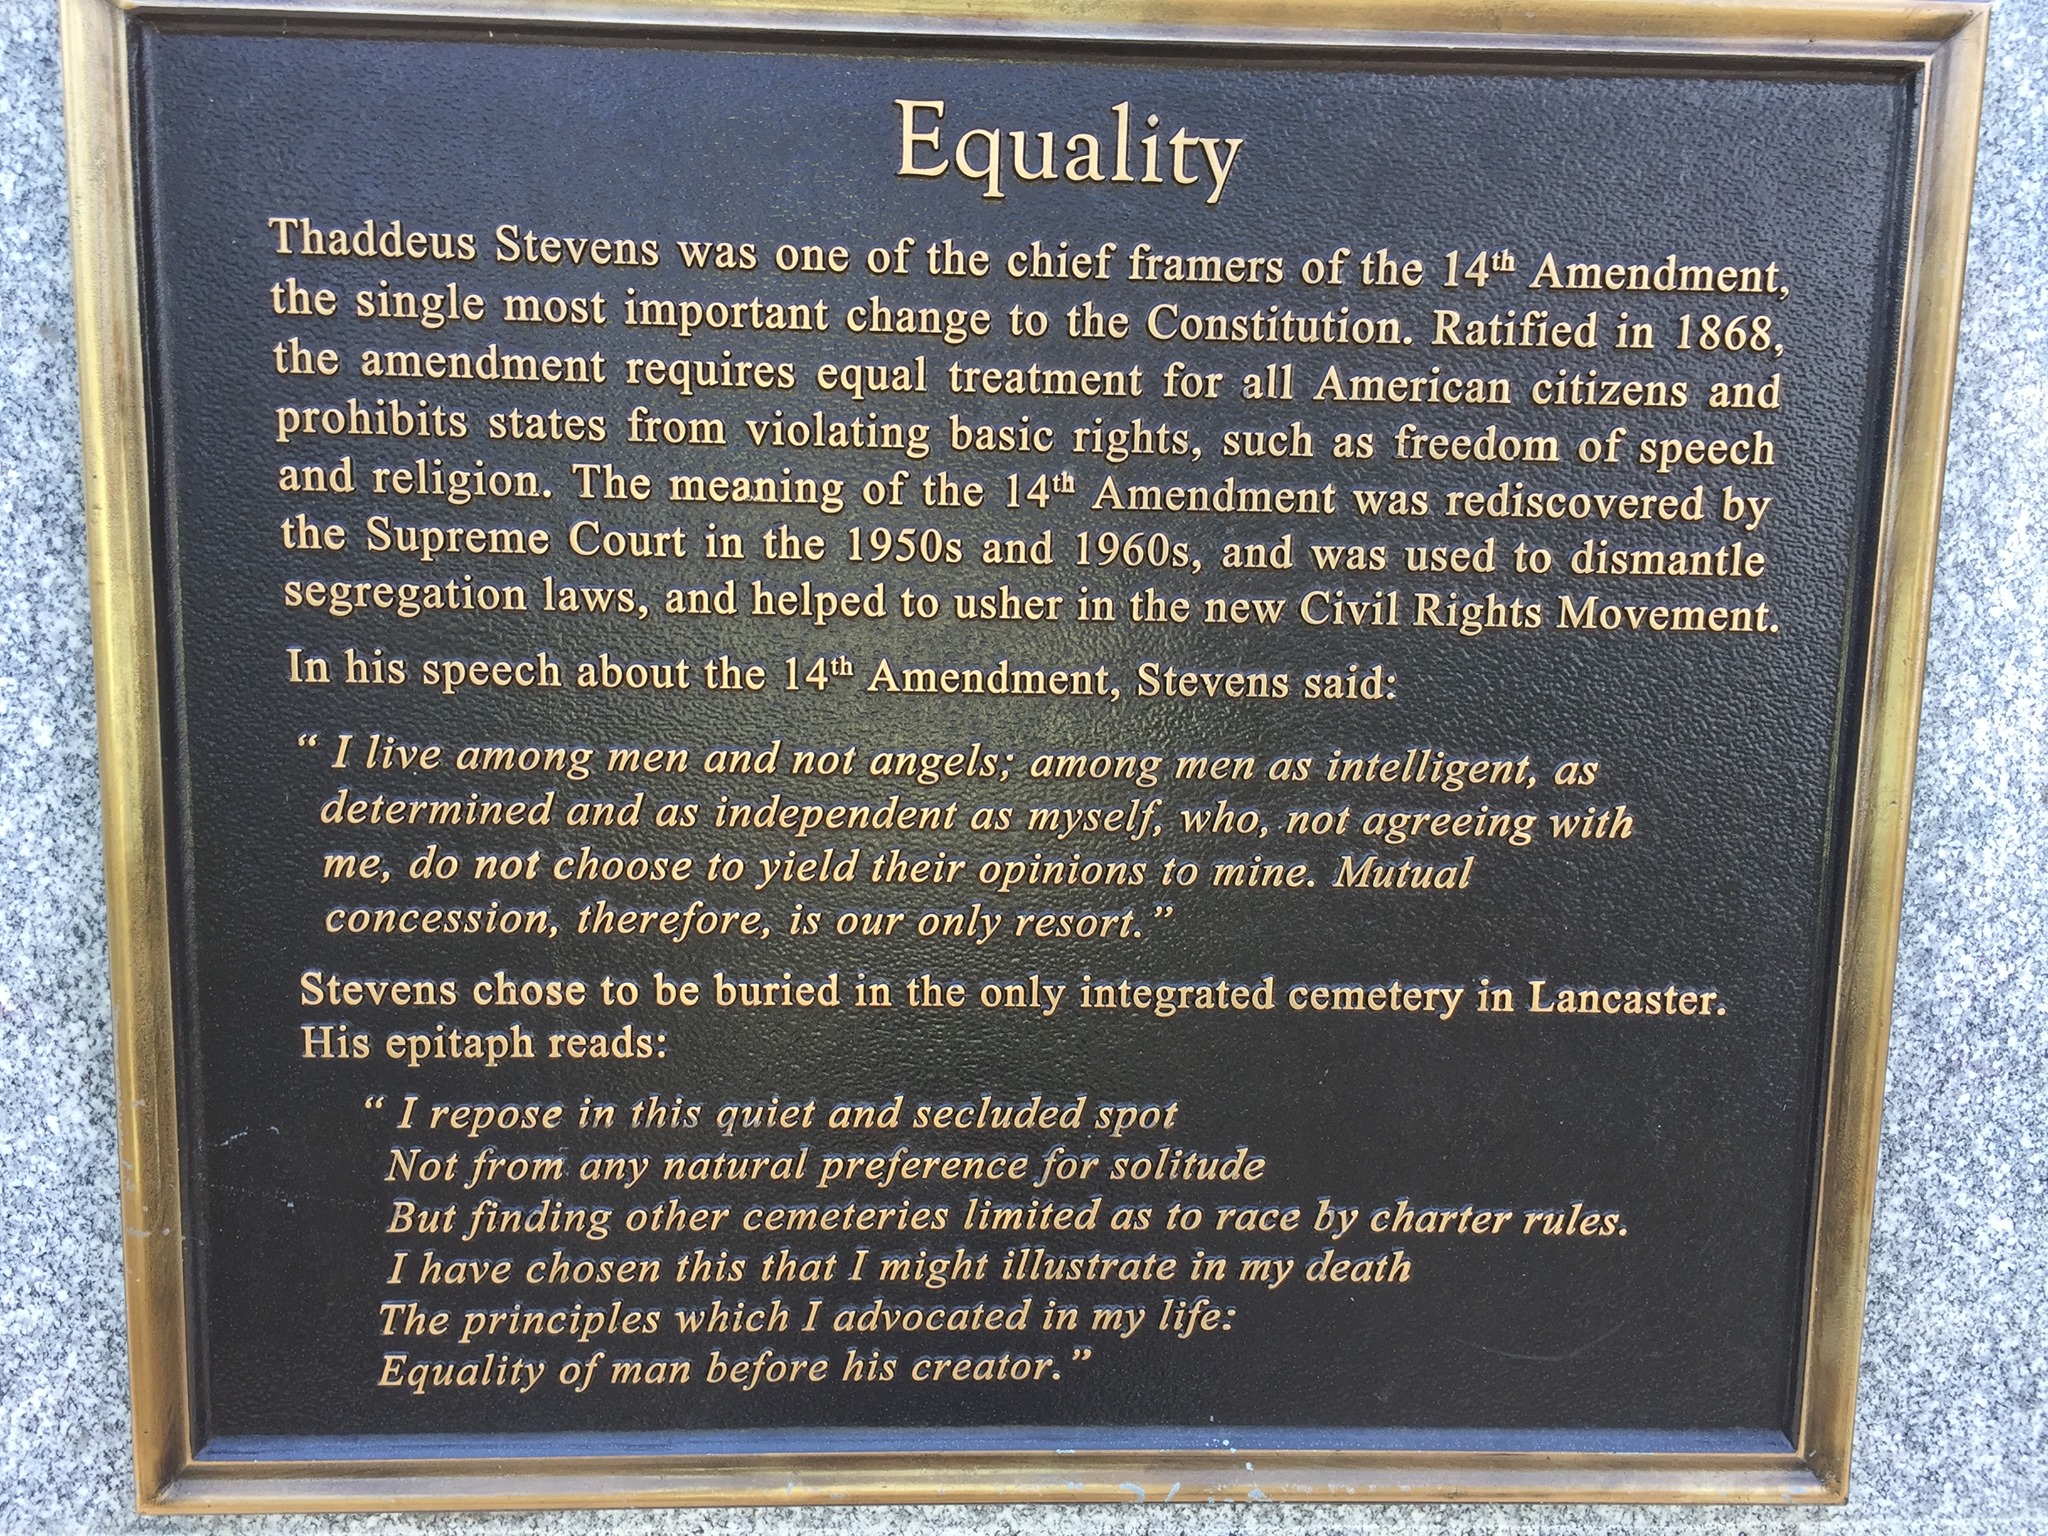 Equality
Thaddeus Stevens was one of the chief framers of the 14th Amendment,
the single most important change to the Constitution. Ratified in 1868,
the amendment requires equal treatment for all American citizens and
prohibits states from violating basic rights, such as freedom of speech
and religion. The meaning of the 14th Amendment was rediscovered by
the Supreme Court in the 1950s and 1960s, and was used to dismantle
segregation laws, and helped to usher in the new Civil Rights Movement.
In his speech about the 14th Amendment, Stevens said:
“ I live among men and not angels; among men as intelligent, as
determined and as independent as myself, who, not agreeing with
me, do not choose to yield their opinions to mine. Mutual
concession, therefore, is our only resort.”
Stevens chose to be buried in the only integrated cemetery in Lancaster.
His epitaph reads:
“ I repose in this quiet and secluded spot
Not from any natural preference for solitude
But finding other cemeteries limited as to race by charter rules.
I have chosen this that I might illustrate in my death
The principles which I advocated in my life:
Equality of man before his creator.”